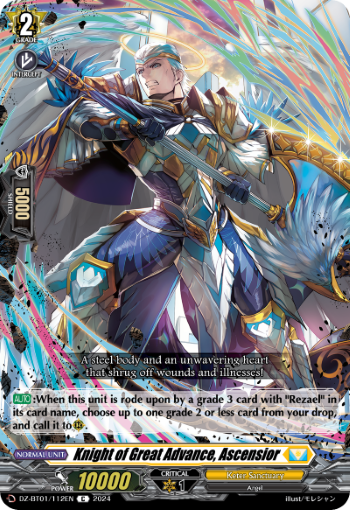 2
GRADE
INTERCEPT
5000
SHIELD
A steel body and an unwavering heart
that shrug off wounds and illnesses!
AUTO:When this unit is rode upon by a grade 3 card with "Rezael" in
its card name, choose up to one grade 2 or less card from your drop,
and call it to
NORMAL UNIT
Knight of Great Advance, Ascensior
POWER 10000
CRITICAL
1
Keter Sanctuary
Angel
DZ-BT01/112EN C 2024
illust/モレシャン